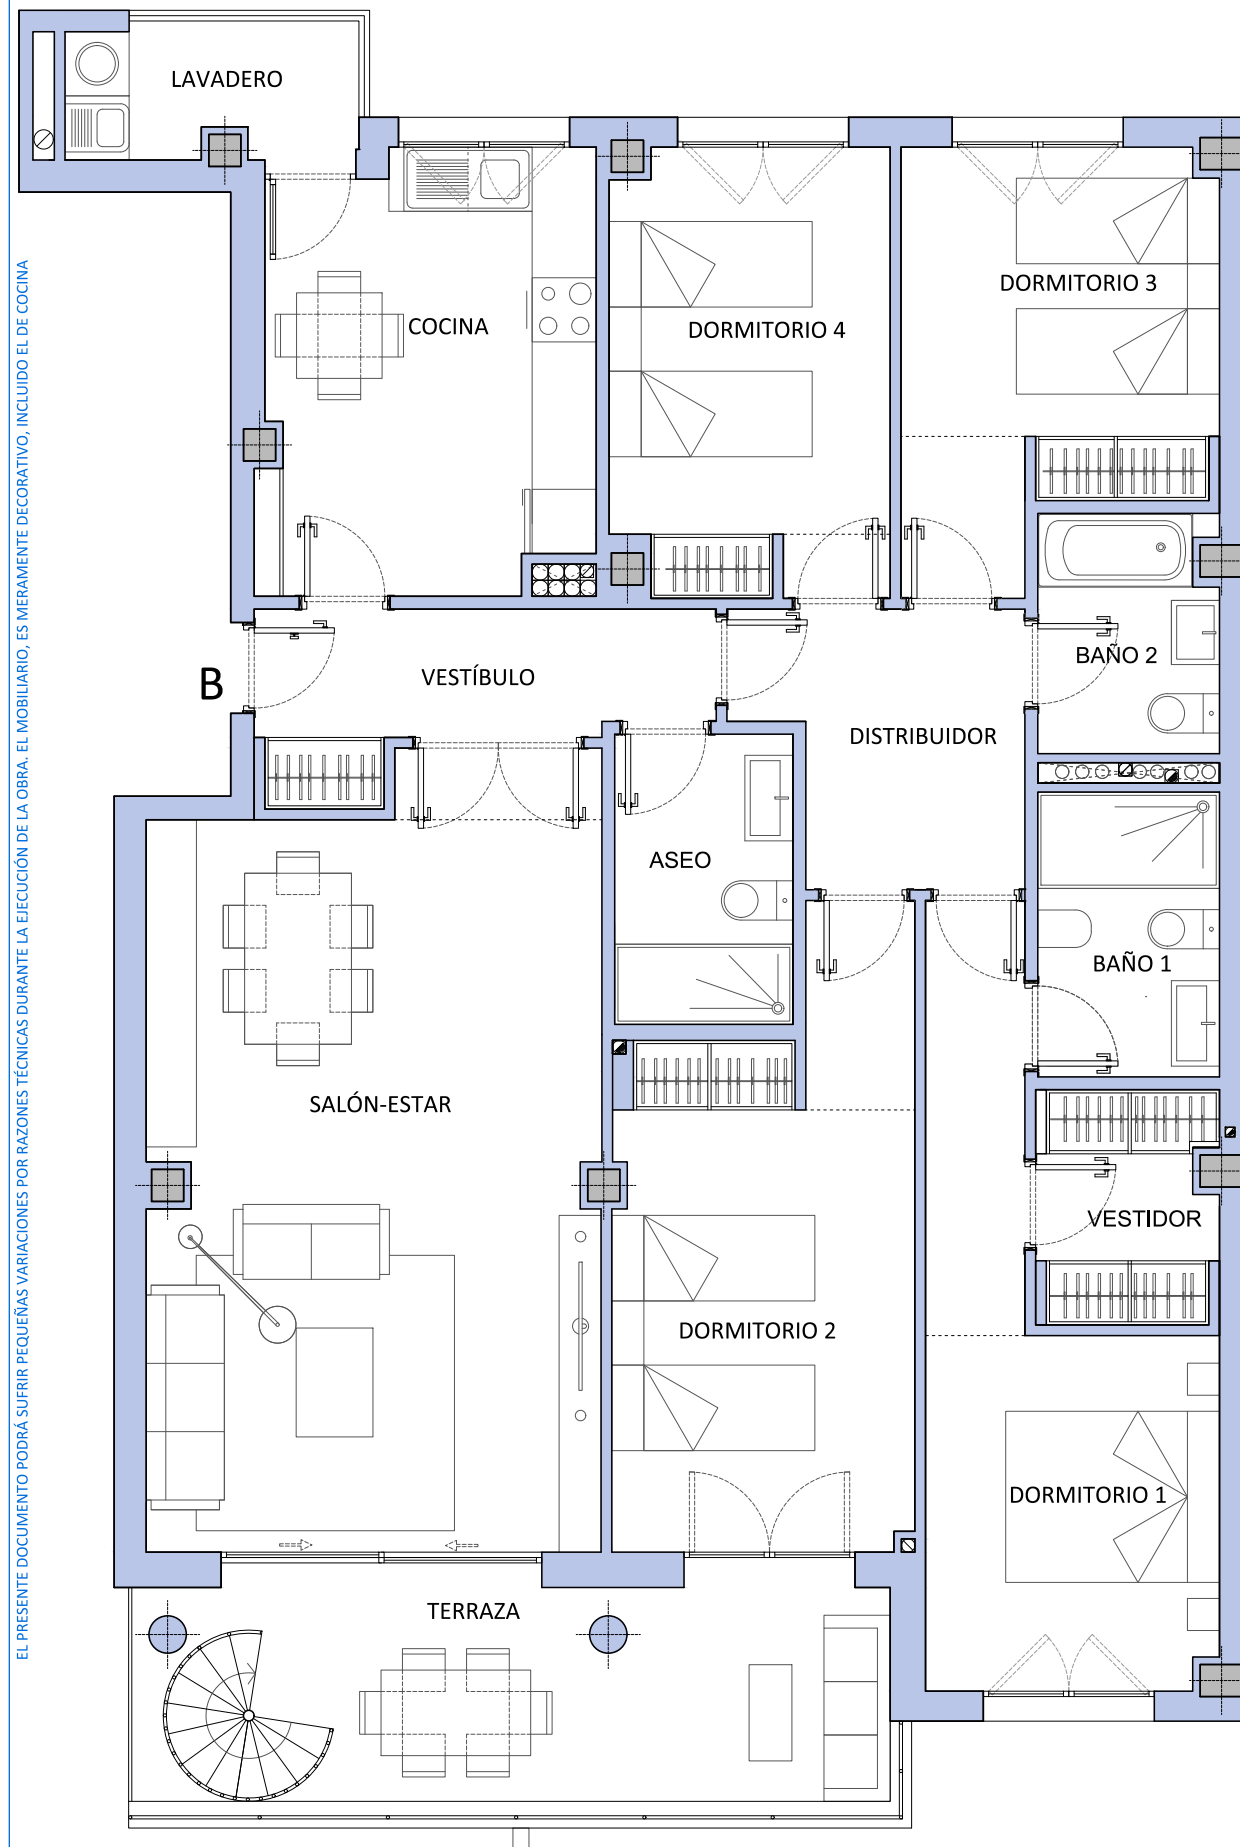 LAVADERO
COCINA
DORMITORIO 4
DORMITORIO 3
B
VESTÍBULO
BAÑO 2
DISTRIBUIDOR
ASEO
BAÑO 1
SALÓN-ESTAR
VESTIDOR
DORMITORIO 2
DORMITORIO 1
TERRAZA
EL PRESENTE DOCUMENTO PODRÁ SUFRIR PEQUEÑAS VARIACIONES POR RAZONES TÉCNICAS DURANTE LA EJECUCIÓN DE LA OBRA. EL MOBILIARIO, ES MERAMENTE DECORATIVO, INCLUIDO EL DE COCINA